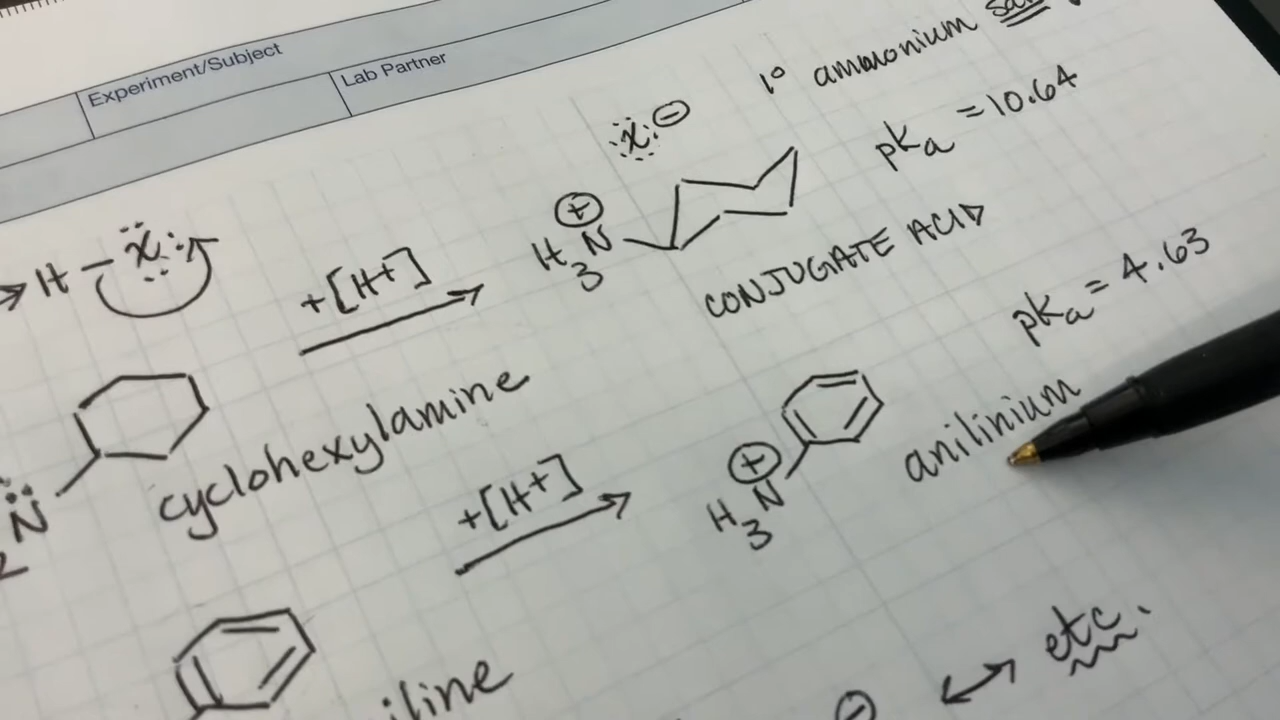 Experiment/Subject
Lab Partner
1° ammonium
:X: ⊖
pKa = 10.64
⊕
H3N
H – X:
+[H+]
CONJUGATE ACID
pKa = 4.63
cyclohexylamine
N
2
+[H+]
⊕
H3N
anilinium
iline
⊖ ↔ etc.